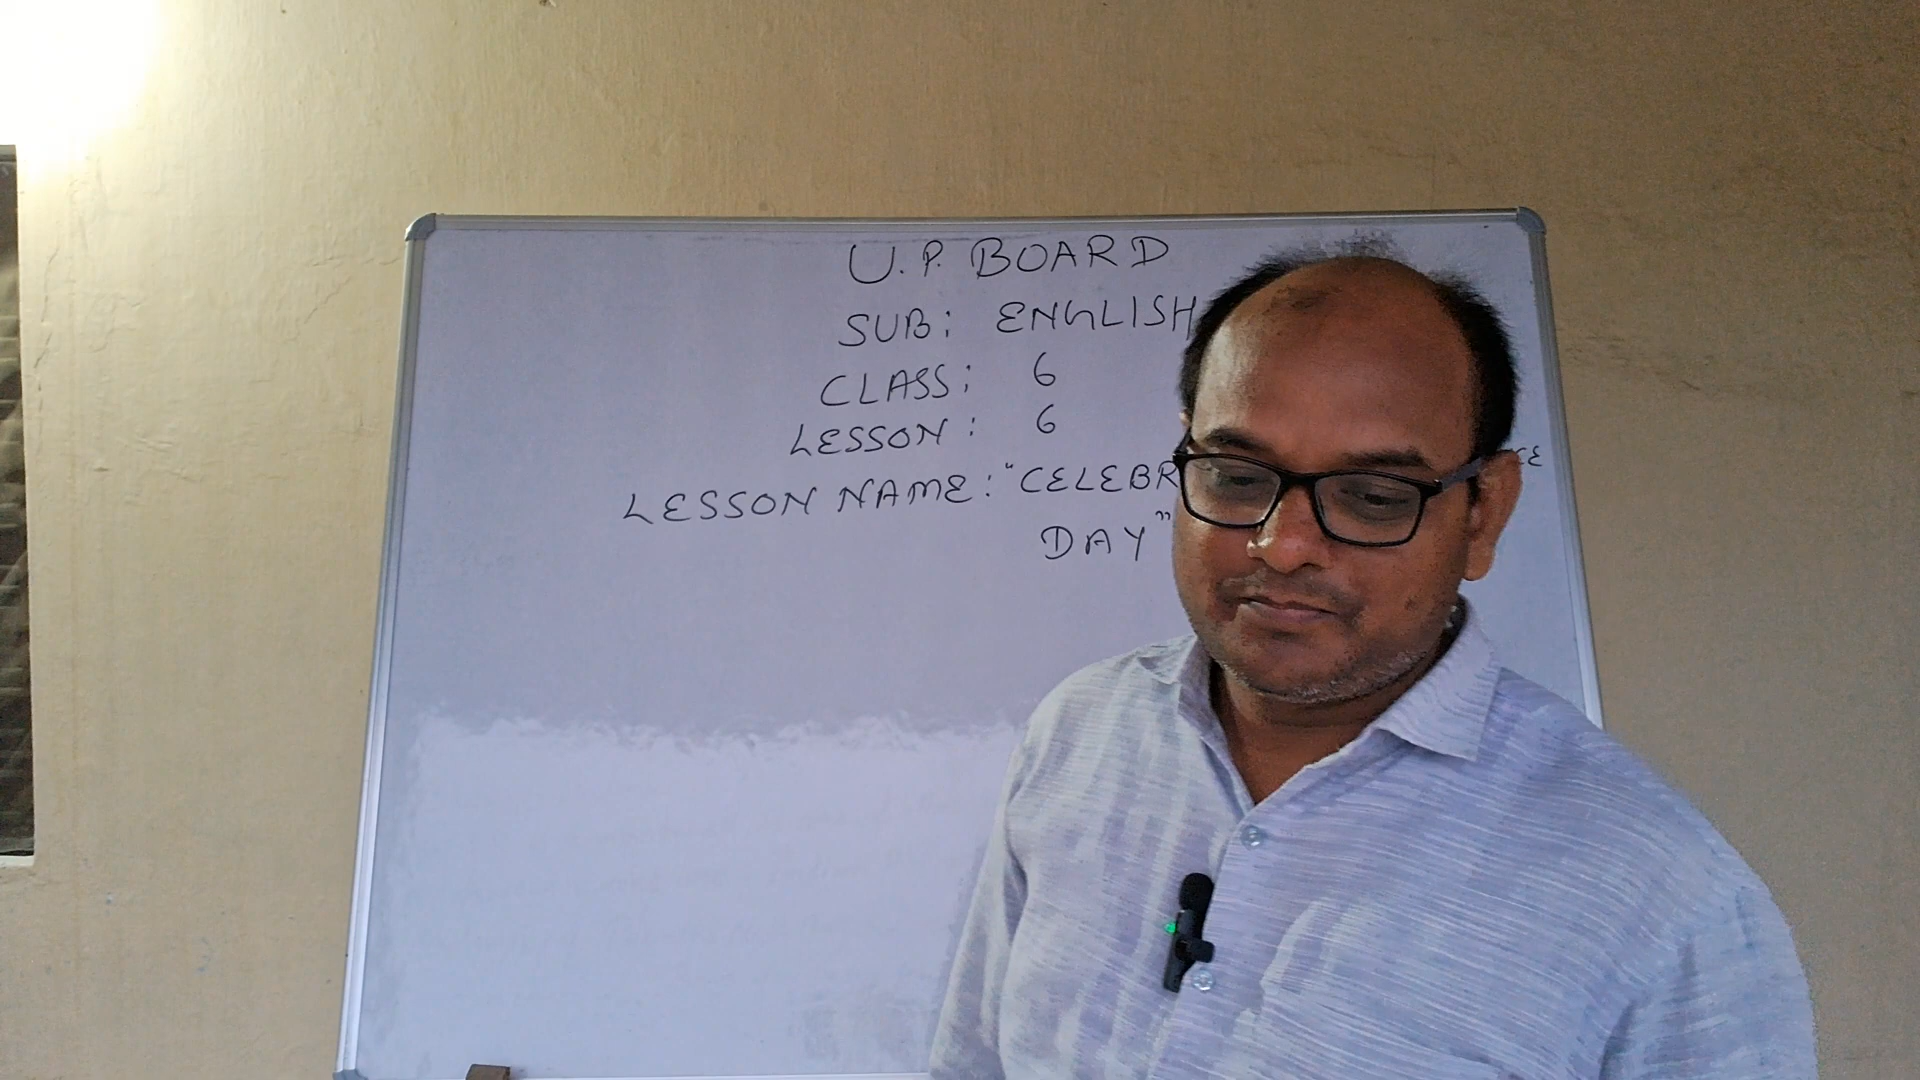 U.P. BOARD
SUB: ENGLISH
CLASS: 6
LESSON: 6
LESSON NAME: "CELEBR
DAY"